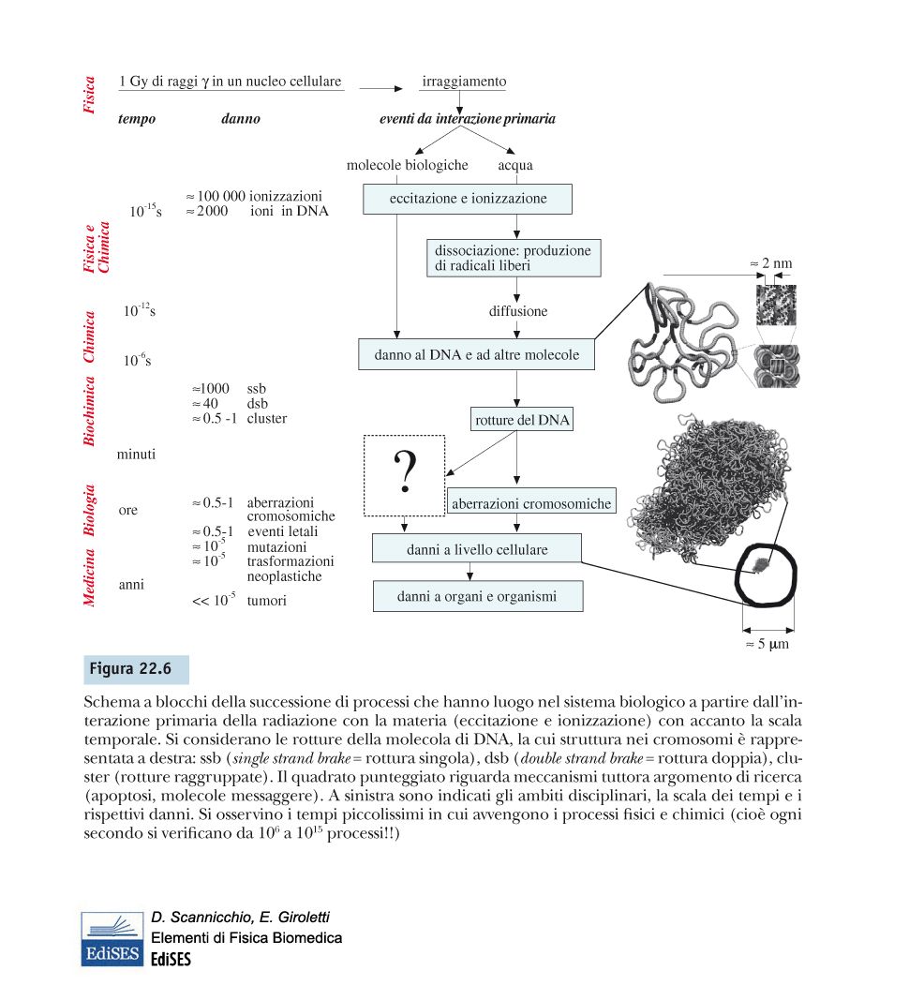 Fisica
1 Gy di raggi γ in un nucleo cellulare
irraggiamento
tempo danno eventi da interazione primaria
molecole biologiche acqua
≈ 100 000 ionizzazioni
10⁻¹⁵s ≈ 2000 ioni in DNA
eccitazione e ionizzazione
Fisica e
Chimica
dissociazione: produzione
di radicali liberi
≈ 2 nm
10⁻¹²s
diffusione
Chimica
10⁻⁶s
danno al DNA e ad altre molecole
Biochimica
≈1000 ssb
≈ 40 dsb
≈ 0.5 -1 cluster
rotture del DNA
minuti
?
Biologia
ore
≈ 0.5-1 aberrazioni
cromosomiche
aberrazioni cromosomiche
≈ 0.5-1 eventi letali
≈ 10⁻⁵ mutazioni
≈ 10⁻⁵ trasformazioni
neoplastiche
danni a livello cellulare
Medicina
anni
<< 10⁻⁵ tumori
danni a organi e organismi
≈ 5 μm
Figura 22.6
Schema a blocchi della successione di processi che hanno luogo nel sistema biologico a partire dall'in-
terazione primaria della radiazione con la materia (eccitazione e ionizzazione) con accanto la scala
temporale. Si considerano le rotture della molecola di DNA, la cui struttura nei cromosomi è rappre-
sentata a destra: ssb (single strand brake = rottura singola), dsb (double strand brake = rottura doppia), clu-
ster (rotture raggruppate). Il quadrato punteggiato riguarda meccanismi tuttora argomento di ricerca
(apoptosi, molecole messaggere). A sinistra sono indicati gli ambiti disciplinari, la scala dei tempi e i
rispettivi danni. Si osservino i tempi piccolissimi in cui avvengono i processi fisici e chimici (cioè ogni
secondo si verificano da 10⁶ a 10¹⁵ processi!!)
D. Scannicchio, E. Giroletti
Elementi di Fisica Biomedica
EdiSES
EdiSES